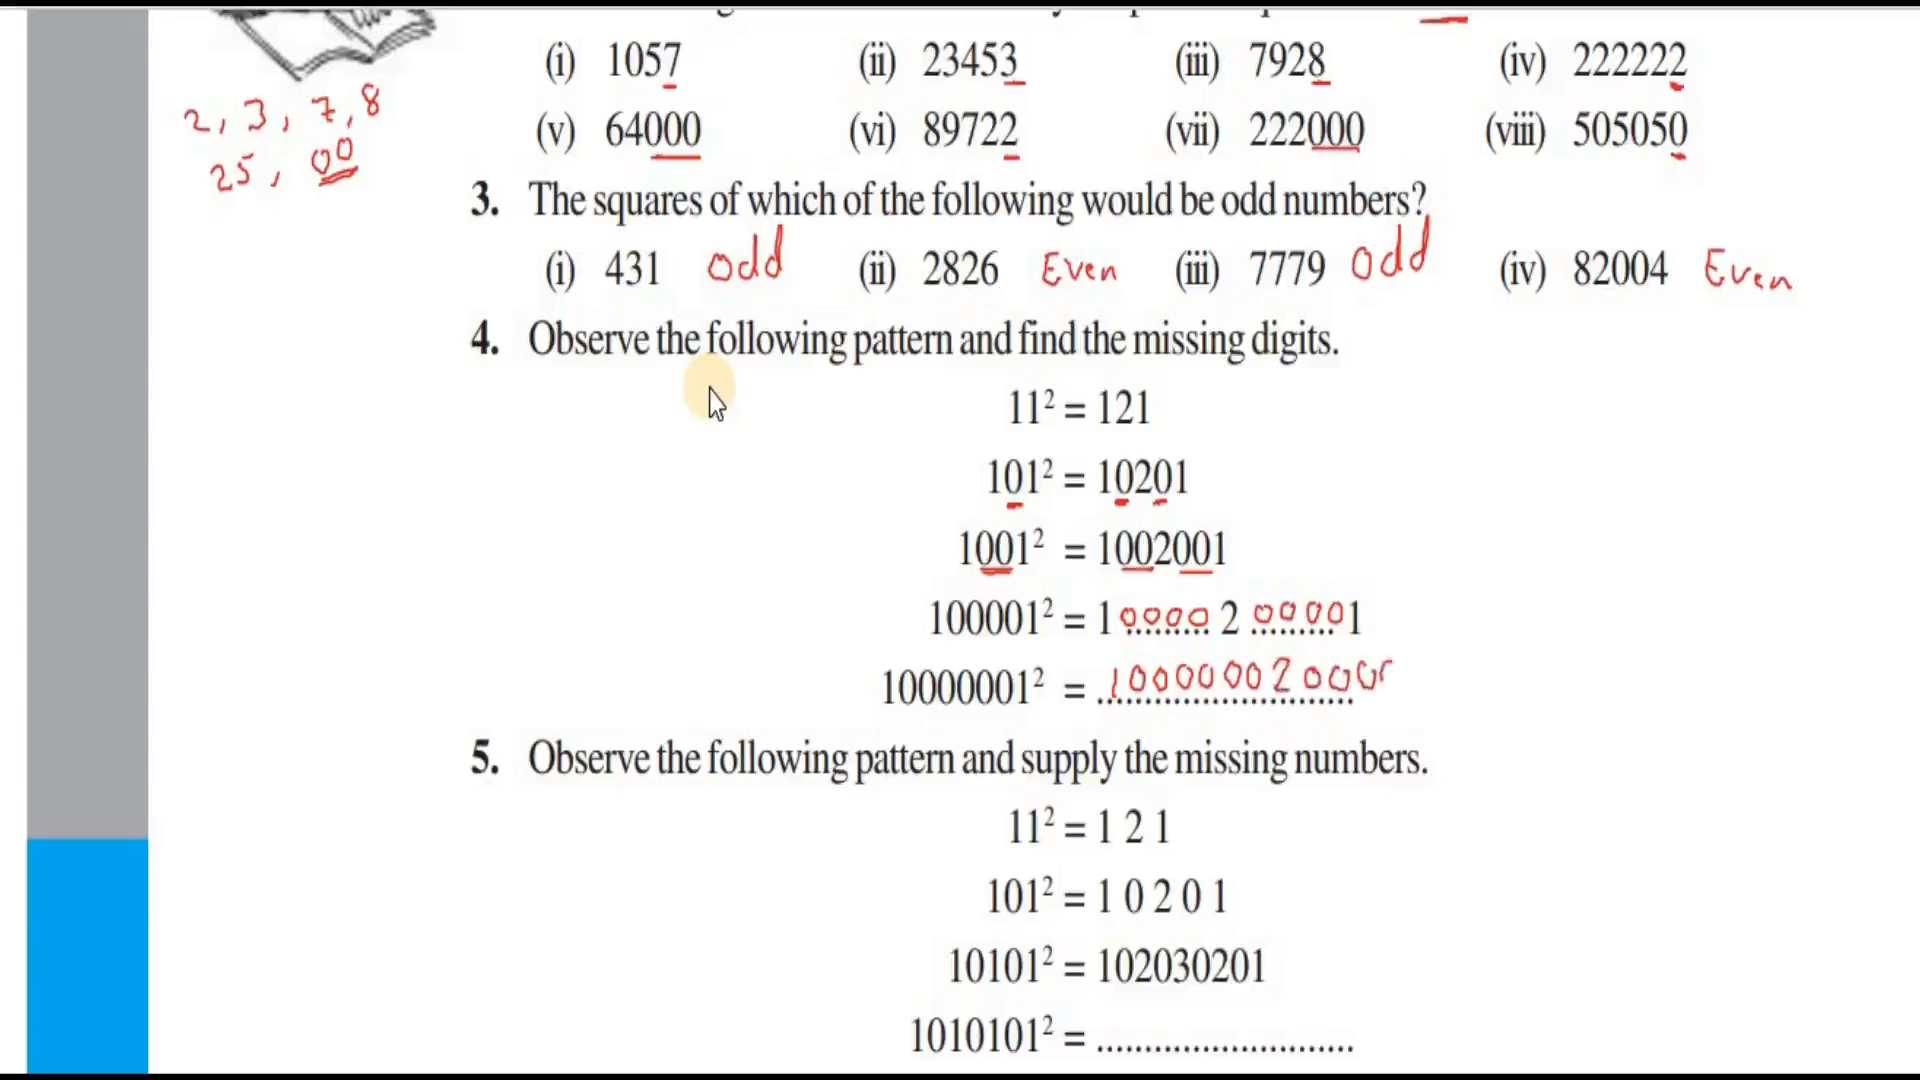 (i) 1057 (ii) 23453 (iii) 7928 (iv) 222222
2, 3, 7, 8
(v) 64000 (vi) 89722 (vii) 222000 (viii) 505050
25, 00
3. The squares of which of the following would be odd numbers?
(i) 431 odd (ii) 2826 Even (iii) 7779 odd (iv) 82004 Even
4. Observe the following pattern and find the missing digits.
11² = 121
101² = 10201
1001² = 1002001
100001² = 1 0000 2 00001
10000001² = 
5. Observe the following pattern and supply the missing numbers.
11² = 1 2 1
101² = 1 0 2 0 1
10101² = 102030201
1010101² = ...........................